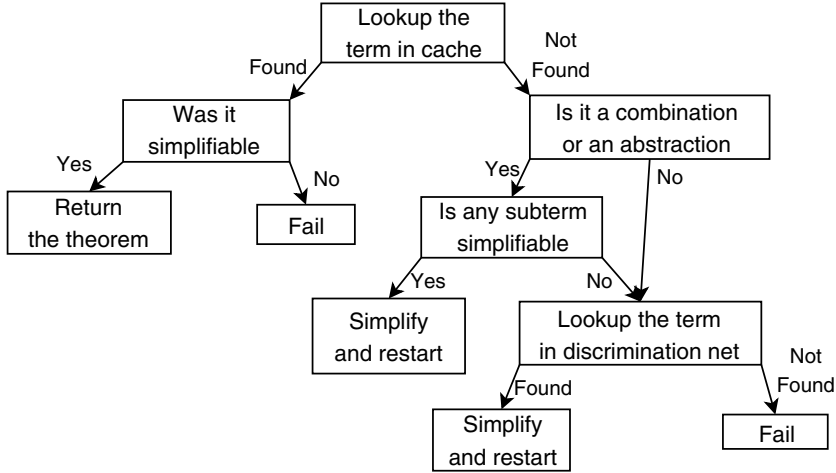 Lookup the
term in cache
Found
Not
Found
Was it
simplifiable
Is it a combination
or an abstraction
Yes
No
Yes
No
Return
the theorem
Fail
Is any subterm
simplifiable
Yes
No
Simplify
and restart
Lookup the term
in discrimination net
Found
Not
Found
Simplify
and restart
Fail